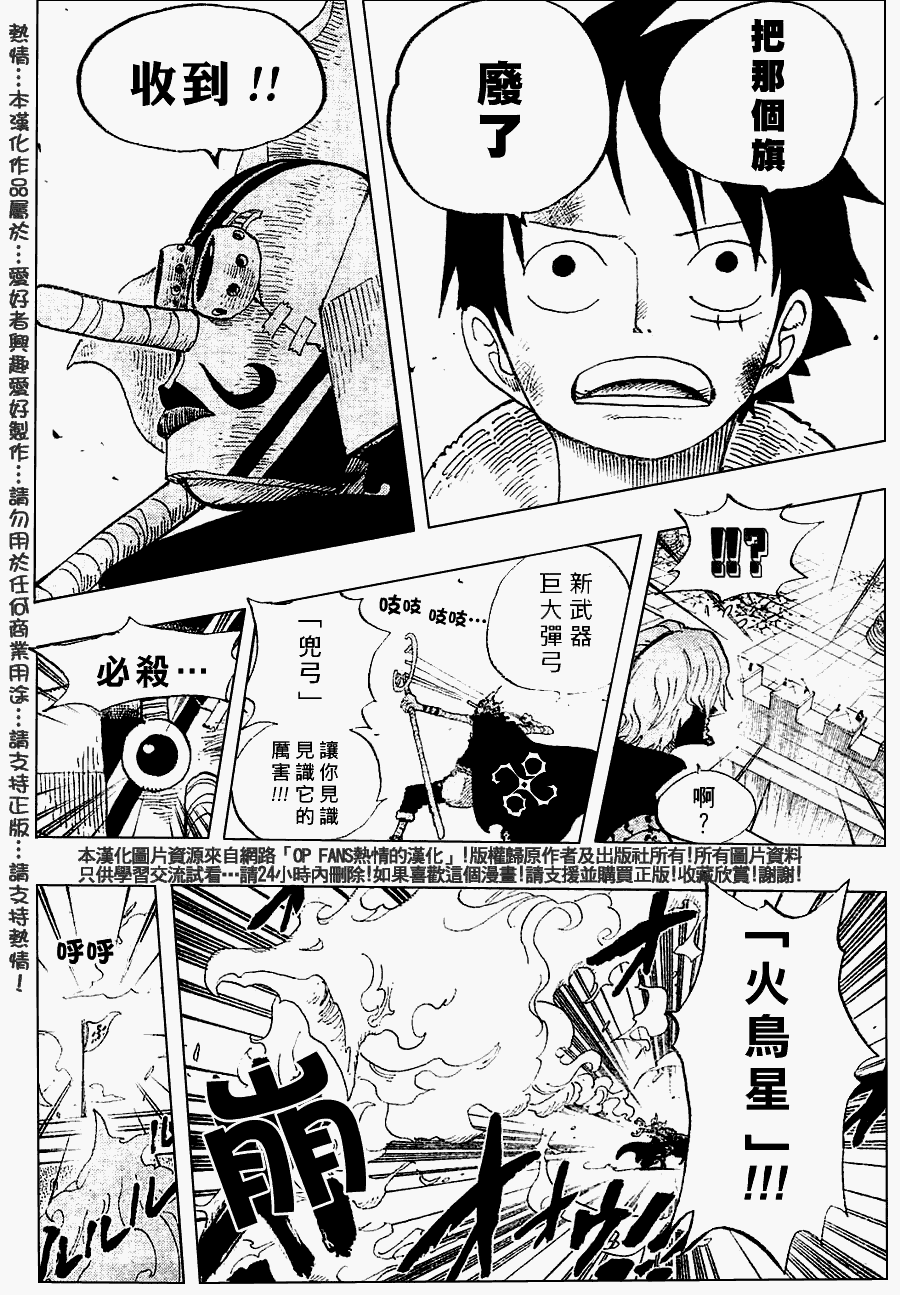 把那個旗
廢了
收到!!
!!?
啊?
新武器
巨大彈弓
吱吱 吱吱…
「兜弓」
讓你見識
見識它的
厲害!!!
必殺…
本漢化圖片資源來自網路「OP FANS熱情的漢化」!版權歸原作者及出版社所有!所有圖片資料
只供學習交流試看…請24小時內刪除!如果喜歡這個漫畫!請支援並購買正版!收藏欣賞!謝謝!
「火鳥星」!!!
崩
呼呼
熱情…本漢化作品屬於…愛好者興趣愛好製作…請勿用於任何商業用途…請支持正版…請支持熱情!